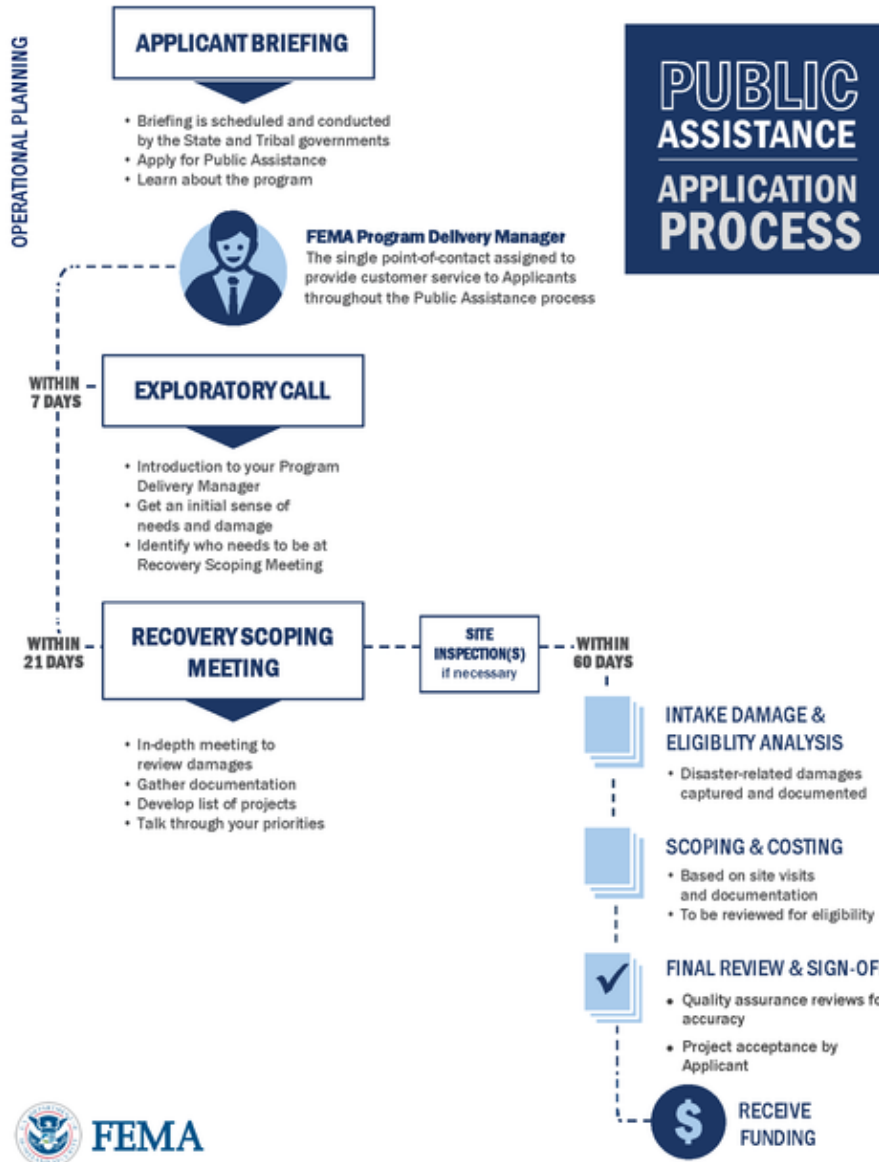 OPERATIONAL PLANNING
APPLICANT BRIEFING
• Briefing is scheduled and conducted
by the State and Tribal governments
• Apply for Public Assistance
• Learn about the program
PUBLIC
ASSISTANCE
APPLICATION
PROCESS
FEMA Program Delivery Manager
The single point-of-contact assigned to
provide customer service to Applicants
throughout the Public Assistance process
WITHIN
7 DAYS
EXPLORATORY CALL
• Introduction to your Program
Delivery Manager
• Get an initial sense of
needs and damage
• Identify who needs to be at
Recovery Scoping Meeting
WITHIN
21 DAYS
RECOVERY SCOPING
MEETING
• In-depth meeting to
review damages
• Gather documentation
• Develop list of projects
• Talk through your priorities
SITE
INSPECTION(S)
if necessary
WITHIN
60 DAYS
INTAKE DAMAGE &
ELIGIBLITY ANALYSIS
• Disaster-related damages
captured and documented
SCOPING & COSTING
• Based on site visits
and documentation
• To be reviewed for eligibility
FINAL REVIEW & SIGN-OF
• Quality assurance reviews fo
accuracy
• Project acceptance by
Applicant
$
RECEIVE
FUNDING
FEMA